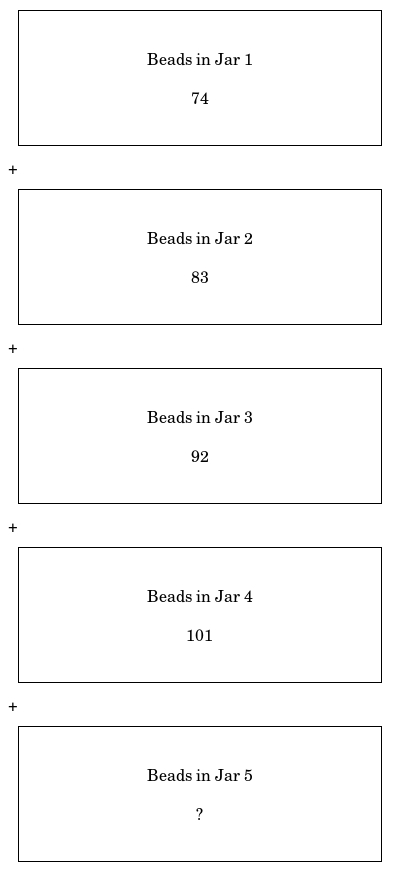 Beads in Jar 1
74
+
Beads in Jar 2
83
+
Beads in Jar 3
92
+
Beads in Jar 4
101
+
Beads in Jar 5
?